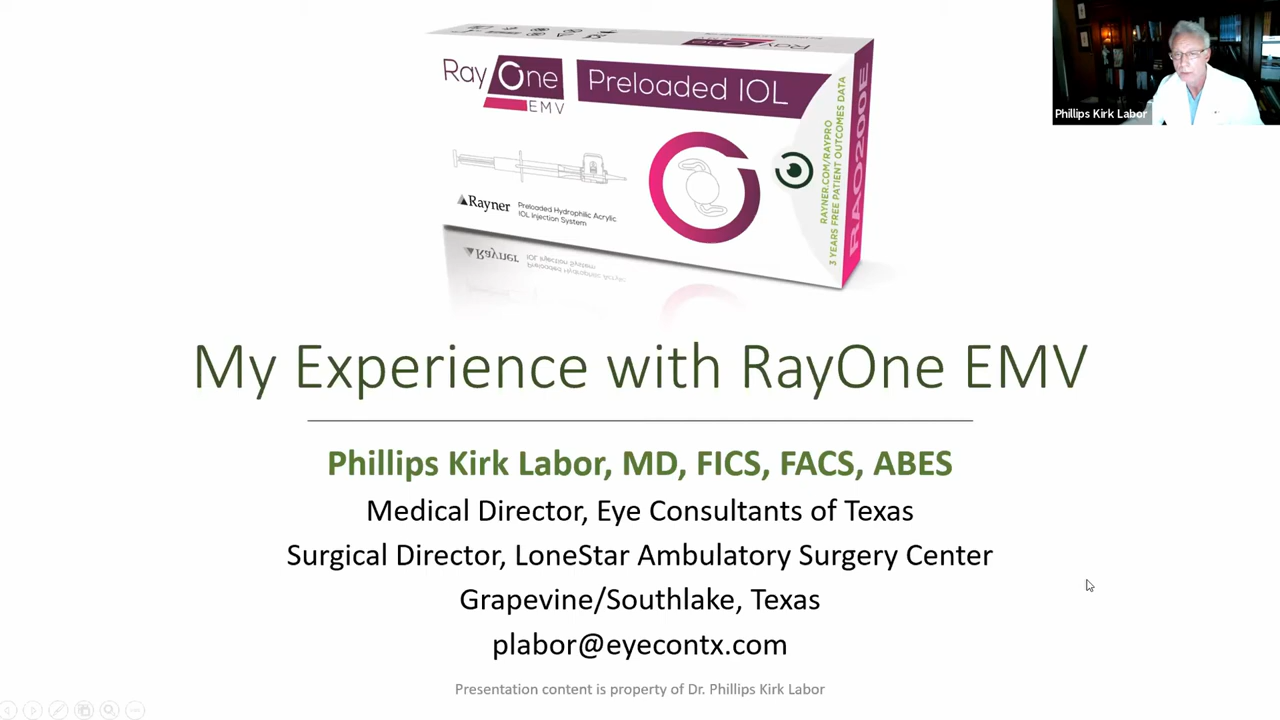 Ray One
EMV
Preloaded IOL
RayOne
Rayner
Preloaded Hydrophilic Acrylic
IOL Injection System
RAYNER.COM/RAYPRO
3 YEARS FREE PATIENT OUTCOMES DATA
RAO200E
Phillips Kirk Labor
My Experience with RayOne EMV
Phillips Kirk Labor, MD, FICS, FACS, ABES
Medical Director, Eye Consultants of Texas
Surgical Director, LoneStar Ambulatory Surgery Center
Grapevine/Southlake, Texas
plabor@eyecontx.com
Presentation content is property of Dr. Phillips Kirk Labor